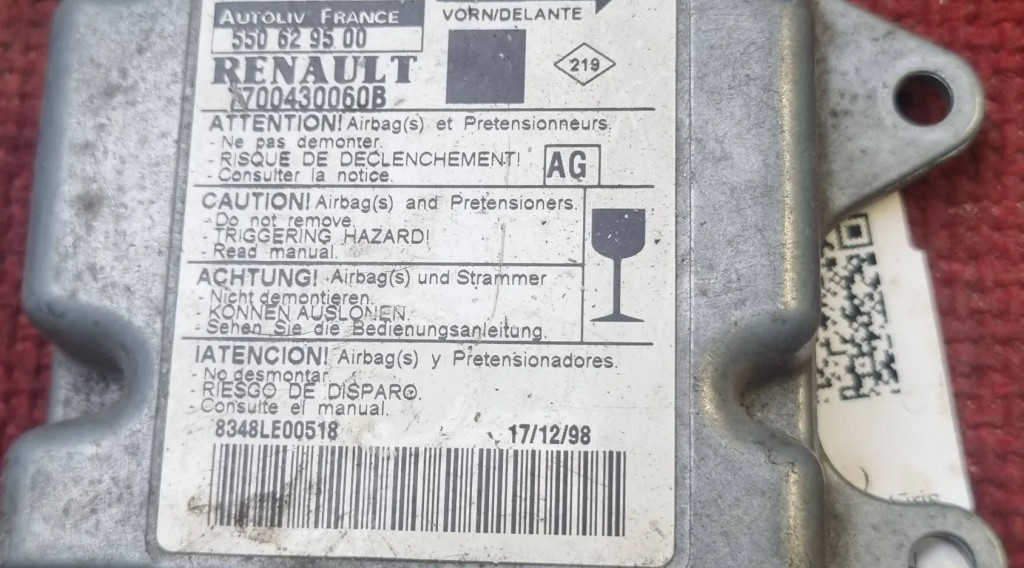 AUTOLIV FRANCE
550 62 95 00
VORN/DELANTE
RENAULT
7700430060B
219
ATTENTION! Airbag(s) et Pretensionneurs.
- Ne pas demonter.
- RISQUE DE DECLENCHEMENT!
- Consulter la notice.
AG
CAUTION! Airbag(s) and Pretensioners.
- Do not remove.
- TRIGGERING HAZARD!
- Read manual.
ACHTUNG! Airbag(s) und Strammer
- Nicht demontieren.
- KONNEN AUSLONEN.
- Sehen Sie die Bedienungsanleitung.
IATENCION! Airbag(s) y Pretensionadores.
- No desmontar.
- RIESGO DE DISPARO.
- Consulte el manual.
8348LE00518
17/12/98